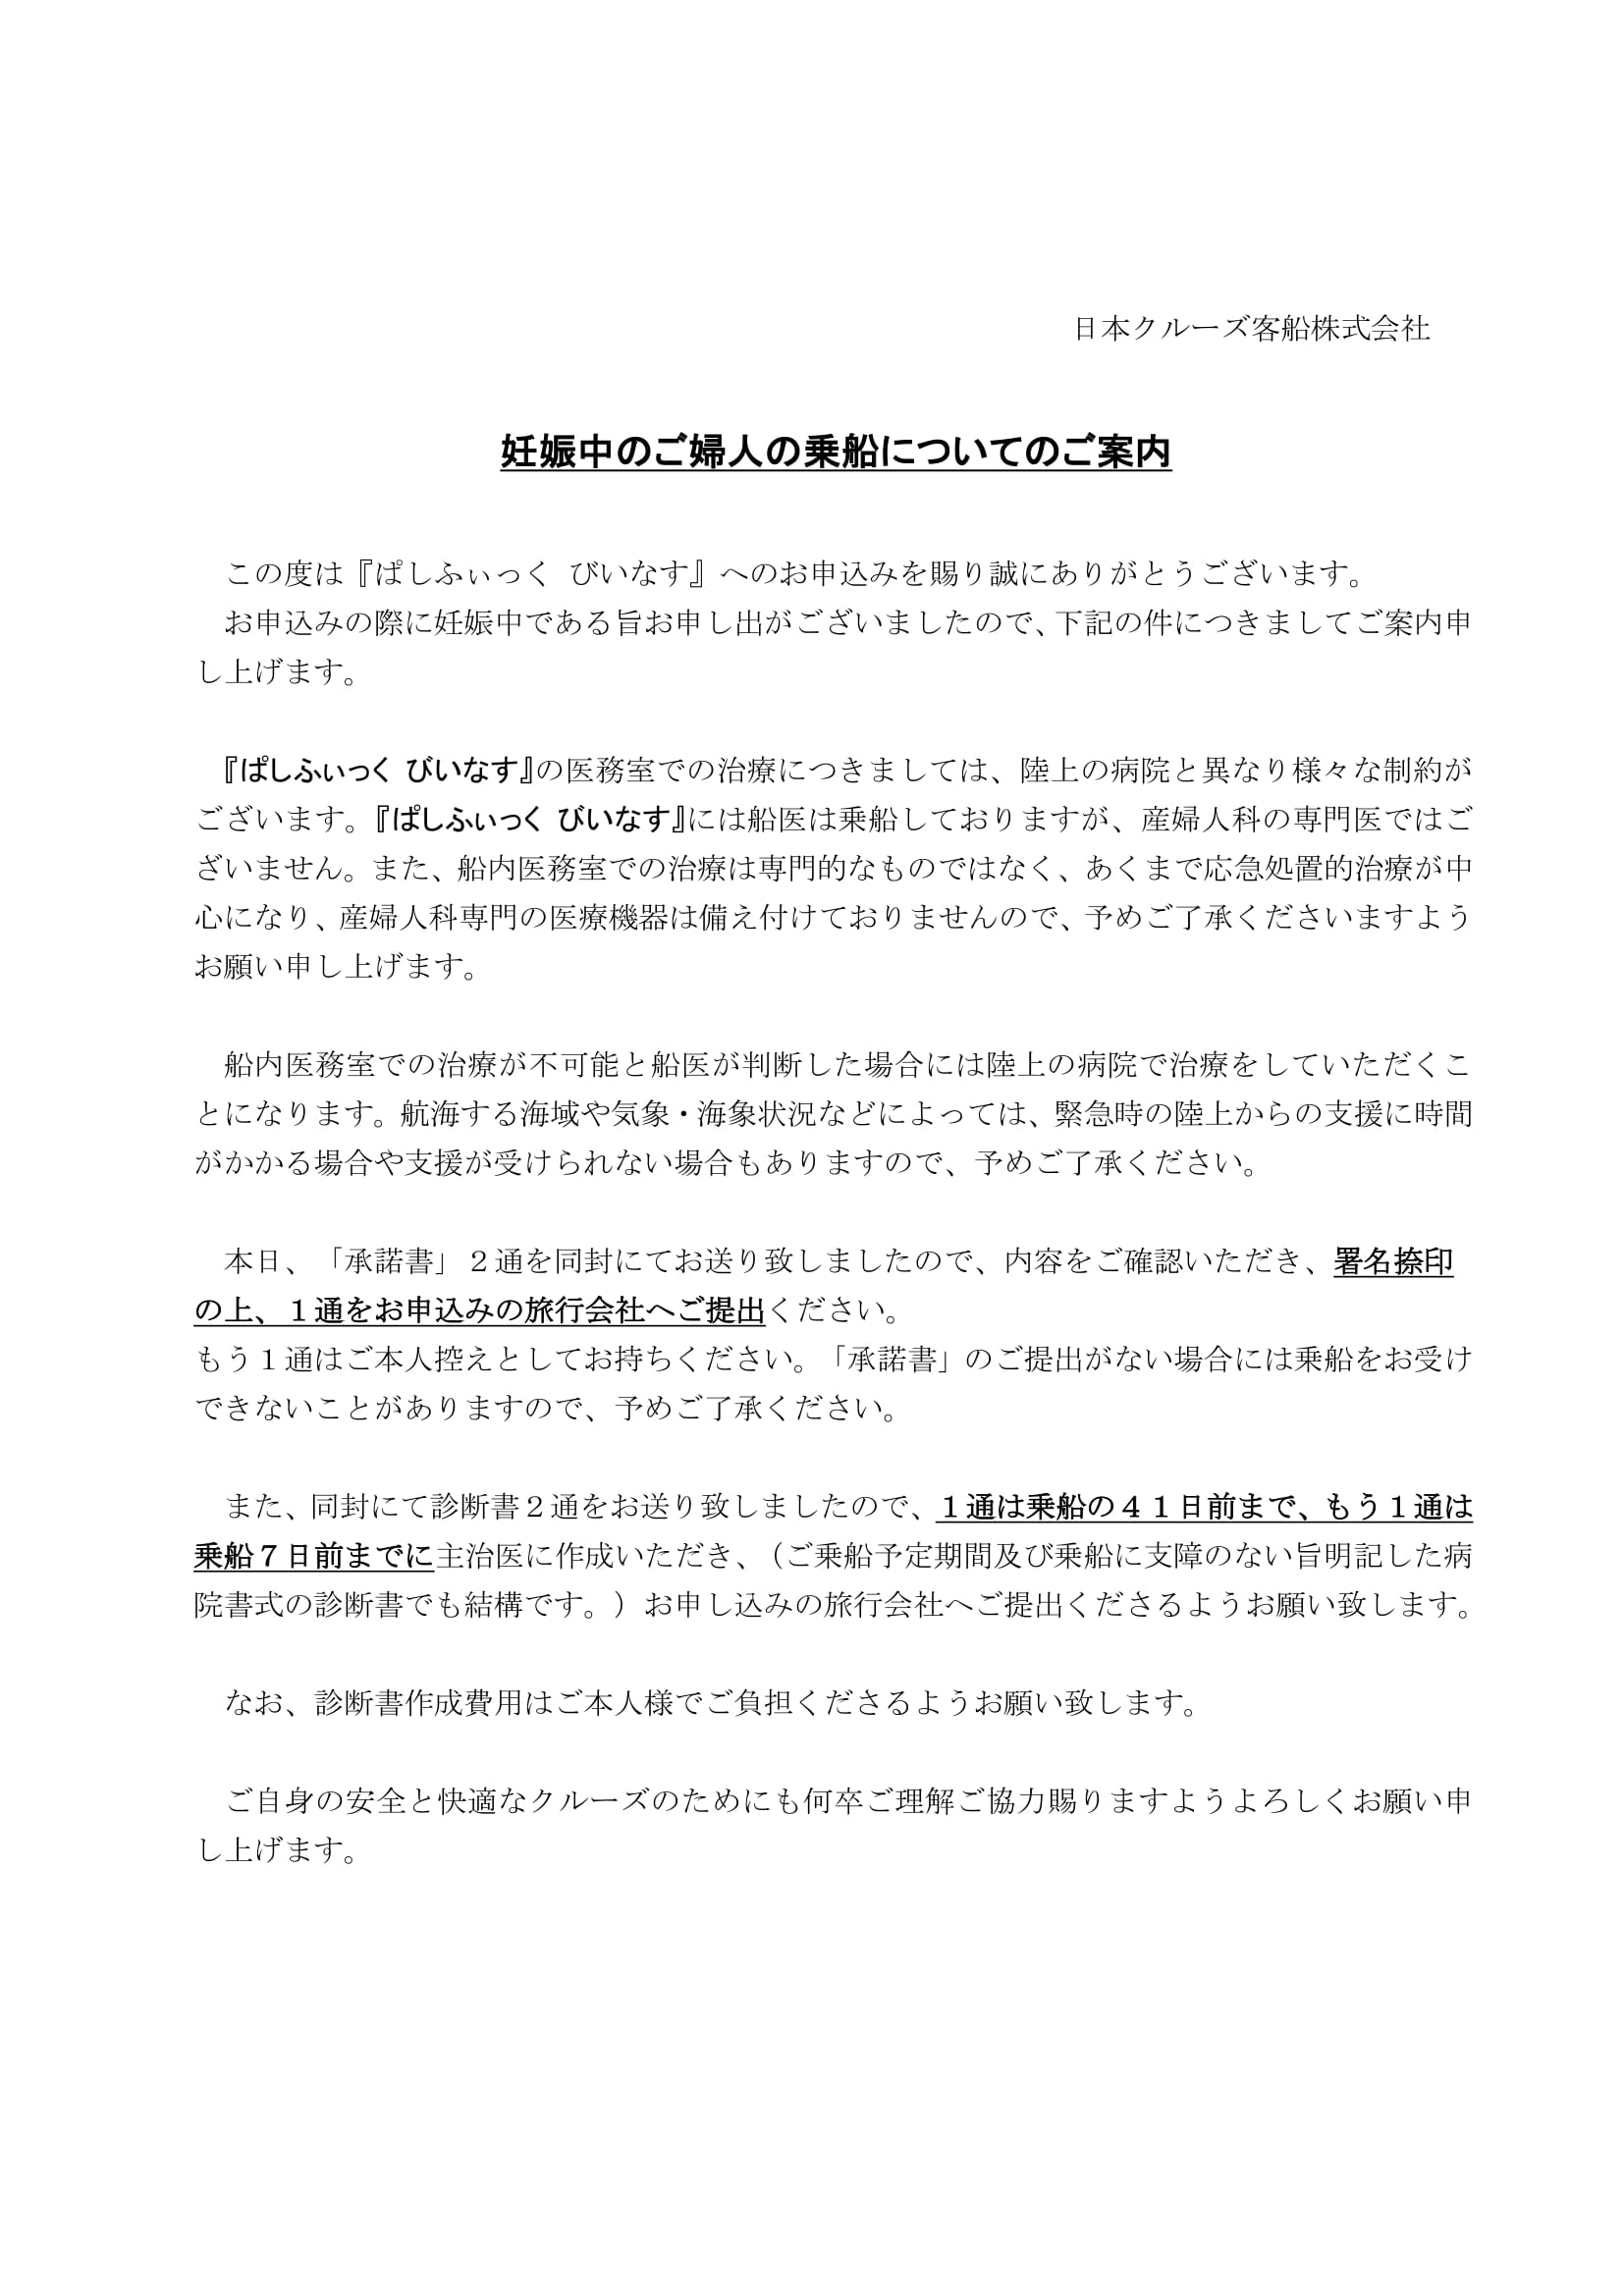 日本クルーズ客船株式会社
妊娠中のご婦人の乗船についてのご案内
この度は『ぱしふぃっく びいなす』へのお申込みを賜り誠にありがとうございます。
お申込みの際に妊娠中である旨お申し出がございましたので、下記の件につきましてご案内申
し上げます。
『ぱしふぃっく びいなす』の医務室での治療につきましては、陸上の病院と異なり様々な制約が
ございます。『ぱしふぃっく びいなす』には船医は乗船しておりますが、産婦人科の専門医ではご
ざいません。また、船内医務室での治療は専門的なものではなく、あくまで応急処置的治療が中
心になり、産婦人科専門の医療機器は備え付けておりませんので、予めご了承くださいますよう
お願い申し上げます。
船内医務室での治療が不可能と船医が判断した場合には陸上の病院で治療をしていただくこ
とになります。航海する海域や気象・海象状況などによっては、緊急時の陸上からの支援に時間
がかかる場合や支援が受けられない場合もありますので、予めご了承ください。
本日、「承諾書」２通を同封にてお送り致しましたので、内容をご確認いただき、署名捺印
の上、１通をお申込みの旅行会社へご提出ください。
もう１通はご本人控えとしてお持ちください。「承諾書」のご提出がない場合には乗船をお受け
できないことがありますので、予めご了承ください。
また、同封にて診断書２通をお送り致しましたので、１通は乗船の４１日前まで、もう１通は
乗船７日前までに主治医に作成いただき、（ご乗船予定期間及び乗船に支障のない旨明記した病
院書式の診断書でも結構です。）お申し込みの旅行会社へご提出くださるようお願い致します。
なお、診断書作成費用はご本人様でご負担くださるようお願い致します。
ご自身の安全と快適なクルーズのためにも何卒ご理解ご協力賜りますようよろしくお願い申
し上げます。